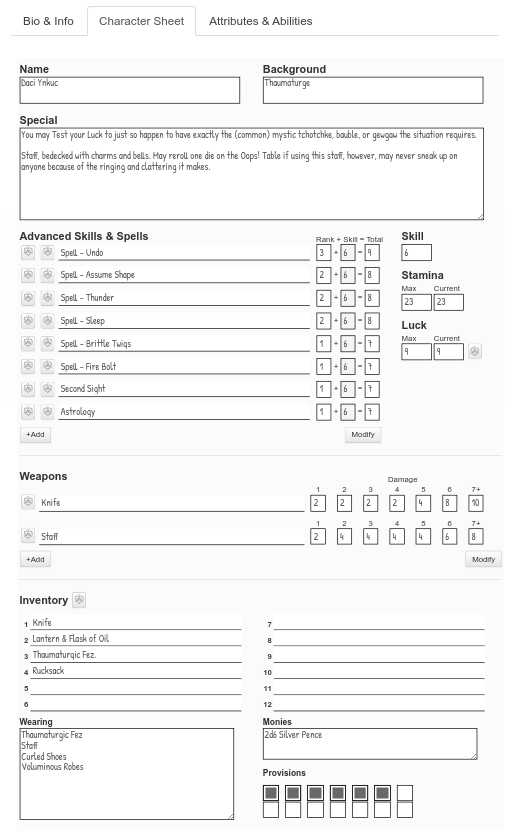 Bio & Info Character Sheet Attributes & Abilities
Name Background
Daci Ynkuc Thaumaturge
Special
You may Test your Luck to just so happen to have exactly the (common) mystic tchotchke, bauble, or gewgaw the situation requires.
Staff, bedecked with charms and bells. May reroll one die on the Oops! Table if using this staff, however, may never sneak up on
anyone because of the ringing and clattering it makes.
Advanced Skills & Spells Rank + Skill = Total Skill
Spell - Undo 3 + 6 = 9 6
Spell - Assume Shape 2 + 6 = 8 Stamina
Max Current
Spell - Thunder 2 + 6 = 8 23 23
Spell - Sleep 2 + 6 = 8 Luck
Max Current
Spell - Brittle Twigs 1 + 6 = 7 9 9
Spell - Fire Bolt 1 + 6 = 7
Second Sight 1 + 6 = 7
Astrology 1 + 6 = 7
+Add Modify
Weapons Damage
1 2 3 4 5 6 7+
Knife 2 2 2 2 4 8 10
1 2 3 4 5 6 7+
Staff 2 4 4 4 4 6 8
+Add Modify
Inventory
1 Knife 7
2 Lantern & Flask of Oil 8
3 Thaumaturgic Fez. 9
4 Rucksack 10
5 11
6 12
Wearing Monies
Thaumaturgic Fez 2d6 Silver Pence
Staff
Curled Shoes
Voluminous Robes
Provisions